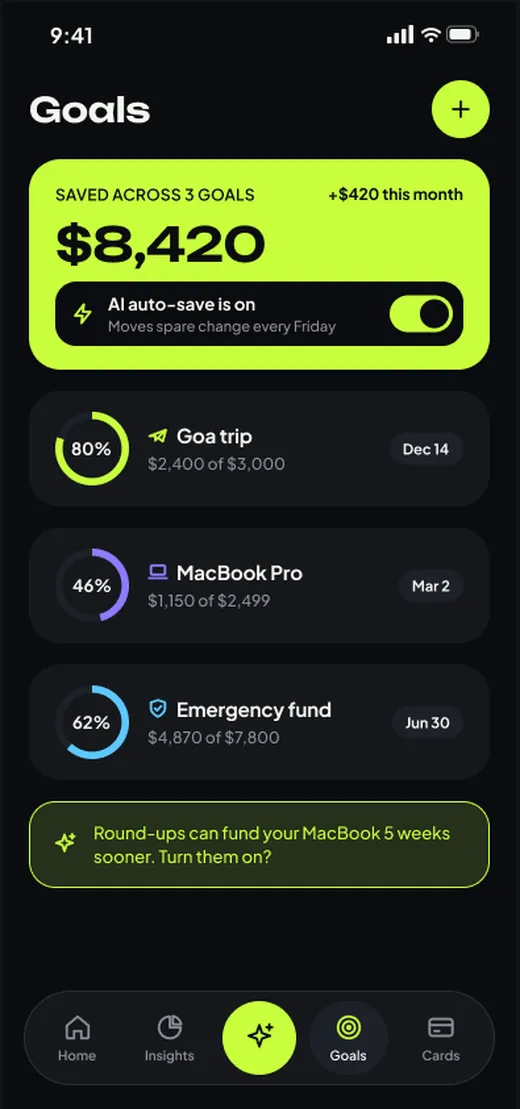 9:41
Goals
SAVED ACROSS 3 GOALS
+$420 this month
$8,420
AI auto-save is on
Moves spare change every Friday
80%
Goa trip
$2,400 of $3,000
Dec 14
46%
MacBook Pro
$1,150 of $2,499
Mar 2
62%
Emergency fund
$4,870 of $7,800
Jun 30
Round-ups can fund your MacBook 5 weeks
sooner. Turn them on?
Home
Insights
Goals
Cards